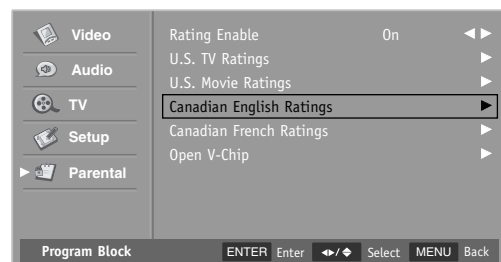 Video
Audio
TV
Setup
Parental
Rating Enable On
U.S. TV Ratings
U.S. Movie Ratings
Canadian English Ratings
Canadian French Ratings
Open V-Chip
Program Block ENTER Enter / Select MENU Back